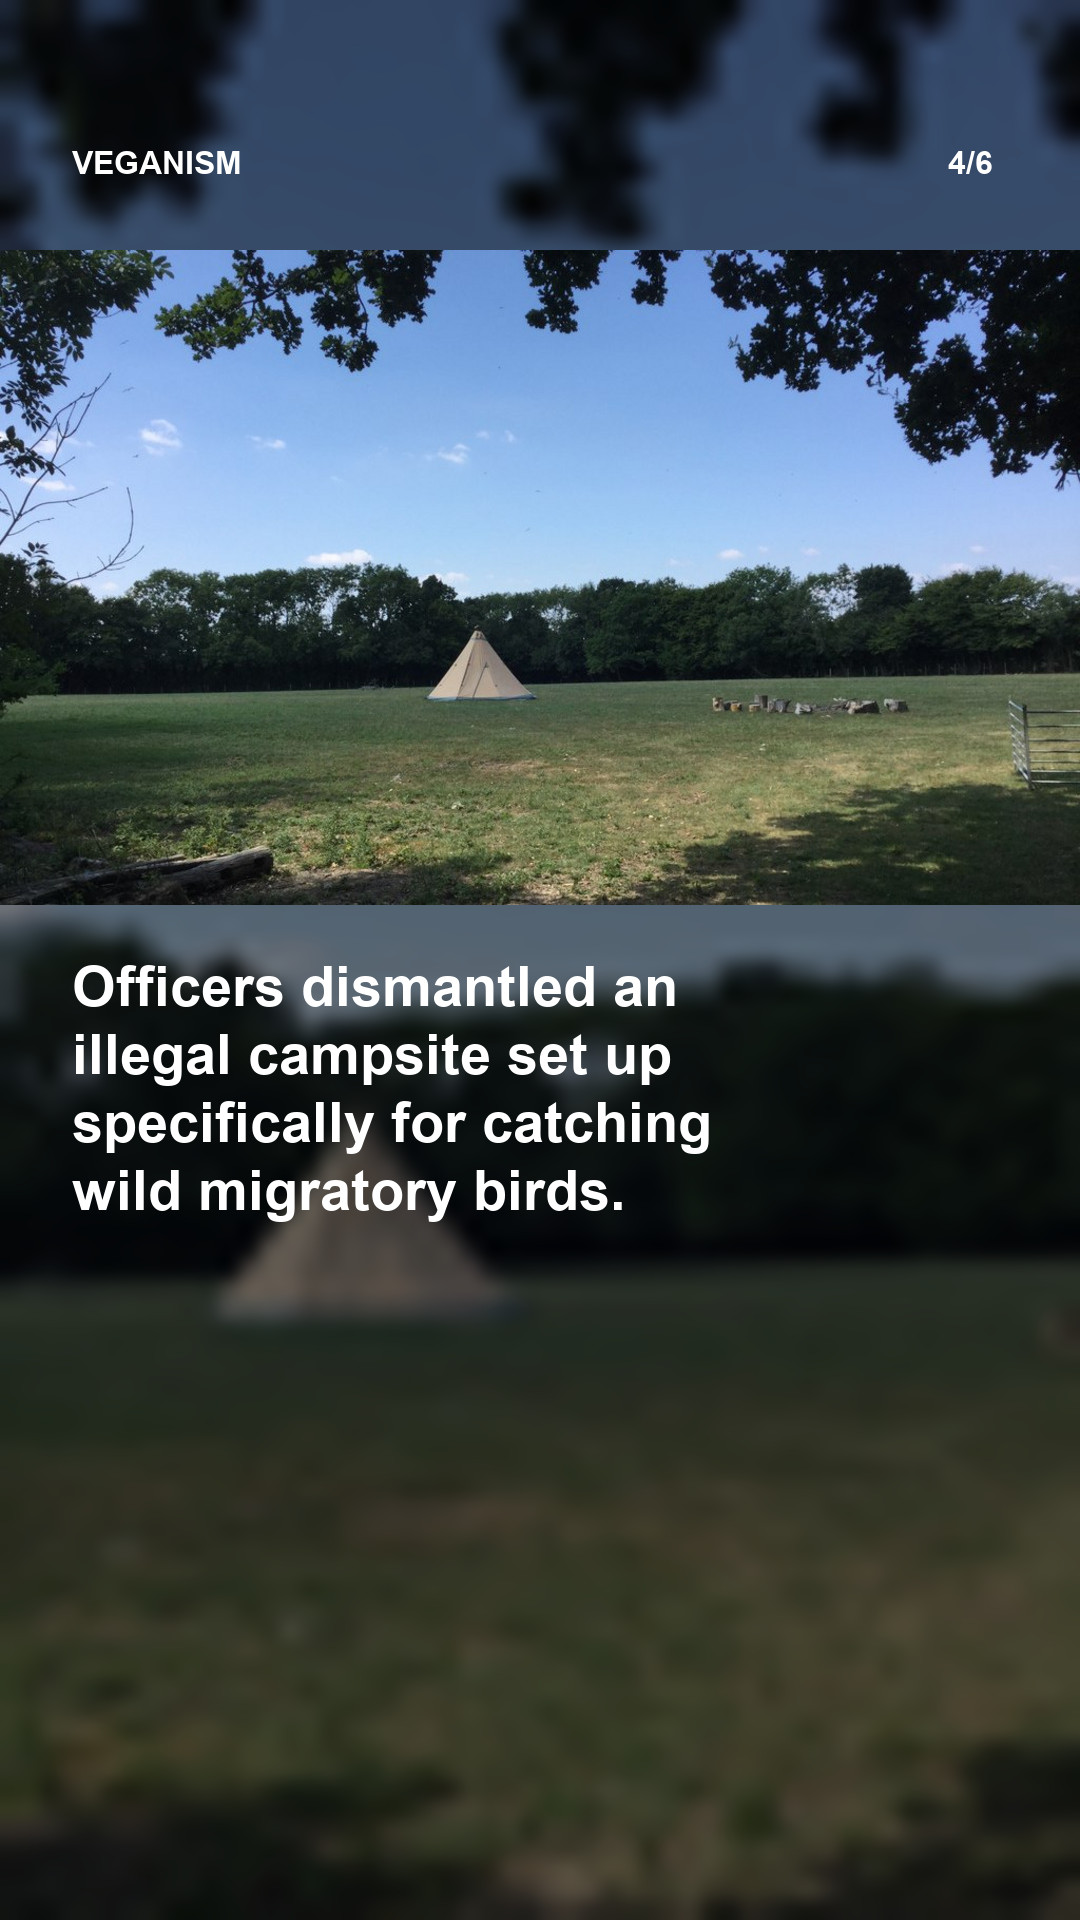 VEGANISM
4/6
Officers dismantled an
illegal campsite set up
specifically for catching
wild migratory birds.